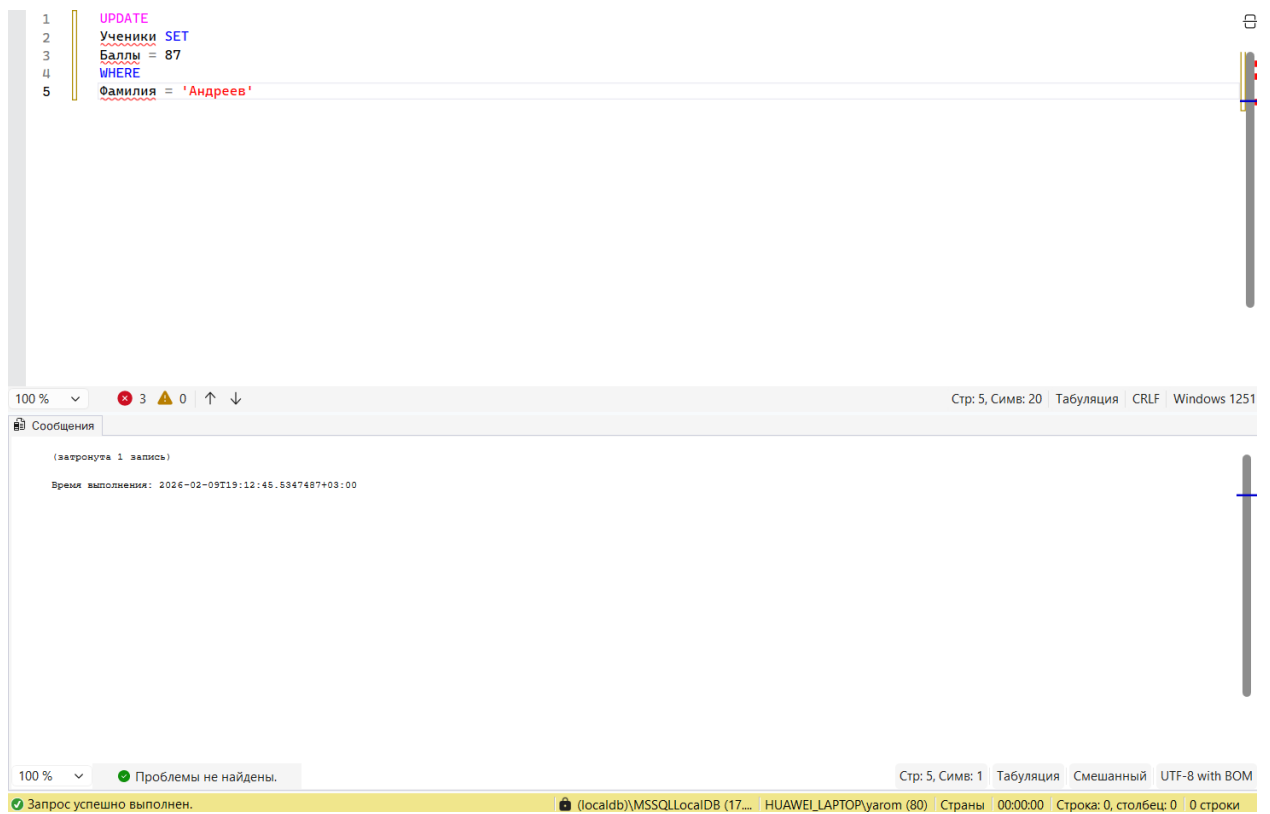 1 UPDATE
2 Ученики SET
3 Баллы = 87
4 WHERE
5 Фамилия = 'Андреев'
100 % 3 0 Стр: 5, Симв: 20 Табуляция CRLF Windows 1251
Сообщения
(затронута 1 запись)
Время выполнения: 2026-02-09T19:12:45.5347487+03:00
100 % Проблемы не найдены. Стр: 5, Симв: 1 Табуляция Смешанный UTF-8 with BOM
Запрос успешно выполнен. (localdb)\MSSQLLocalDB (17.... HUAWEI_LAPTOP\yarom (80) Страны 00:00:00 Строка: 0, столбец: 0 0 строки